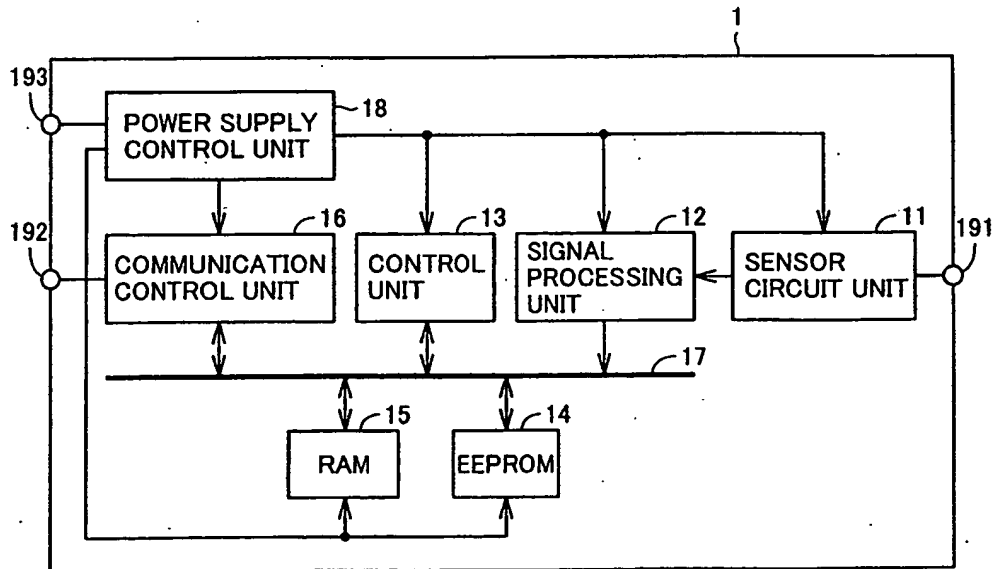 1
193
POWER SUPPLY
CONTROL UNIT
18
192
COMMUNICATION
CONTROL UNIT
16
CONTROL
UNIT
13
SIGNAL
PROCESSING
UNIT
12
SENSOR
CIRCUIT UNIT
11
191
17
RAM
15
EEPROM
14